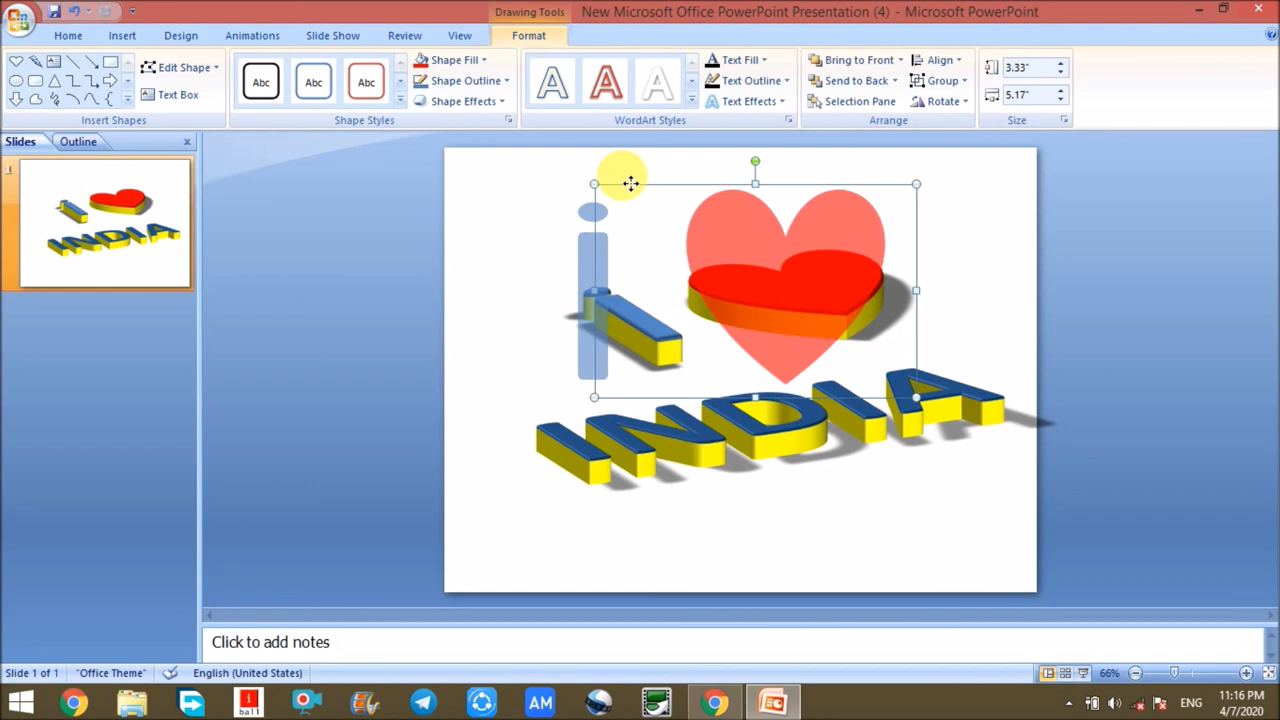 Drawing Tools
New Microsoft Office PowerPoint Presentation (4) - Microsoft PowerPoint
Home Insert Design Animations Slide Show Review View Format
Edit Shape
Text Box
Insert Shapes
Abc Abc Abc
Shape Fill
Shape Outline
Shape Effects
Shape Styles
A A A
Text Fill
Text Outline
Text Effects
WordArt Styles
Bring to Front
Send to Back
Selection Pane
Align
Group
Rotate
Arrange
3.33"
5.17"
Size
Slides Outline
1
I
INDIA
i
INDIA
Click to add notes
Slide 1 of 1 "Office Theme" English (United States) 66%
i
ball
AM
ENG
11:16 PM
4/7/2020